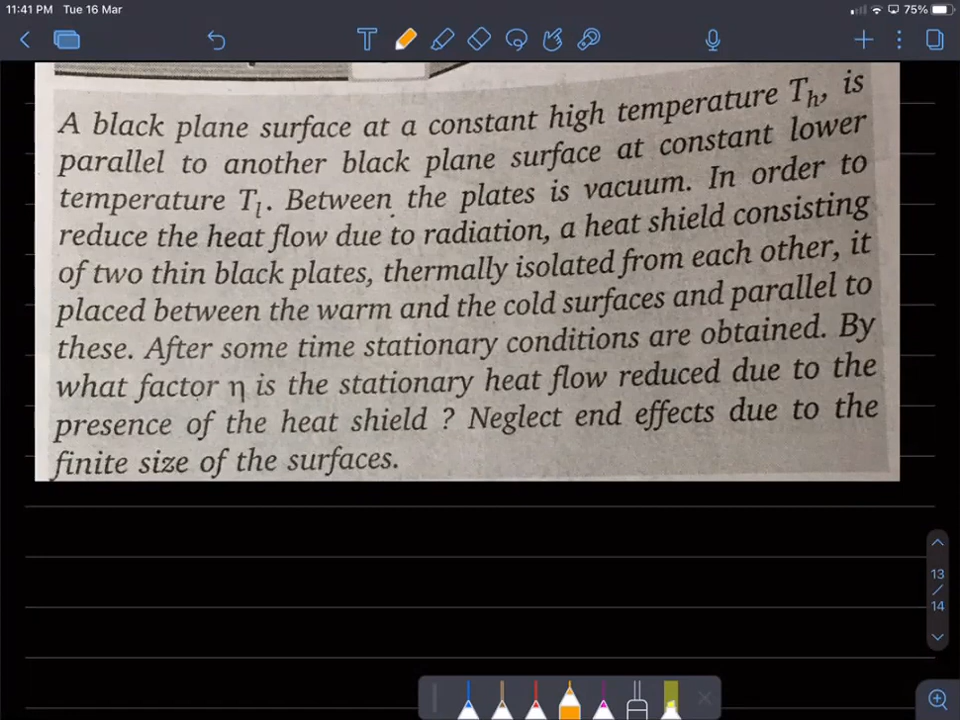 11:41 PM Tue 16 Mar
75%
A black plane surface at a constant high temperature Tₕ, is
parallel to another black plane surface at constant lower
temperature Tₗ. Between the plates is vacuum. In order to
reduce the heat flow due to radiation, a heat shield consisting
of two thin black plates, thermally isolated from each other, it
placed between the warm and the cold surfaces and parallel to
these. After some time stationary conditions are obtained. By
what factor η is the stationary heat flow reduced due to the
presence of the heat shield ? Neglect end effects due to the
finite size of the surfaces.
13
/
14